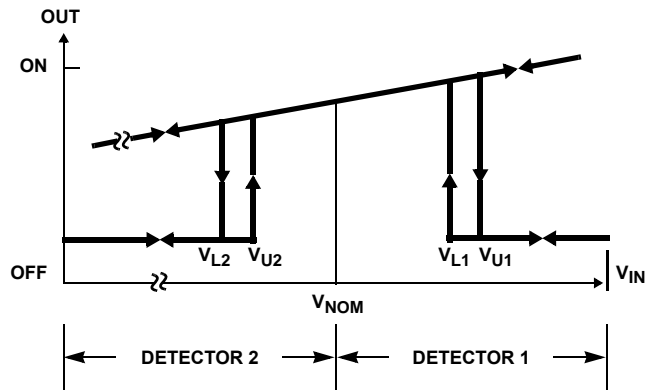 OUT
ON
OFF
VL2
VU2
VL1
VU1
VIN
VNOM
DETECTOR 2
DETECTOR 1